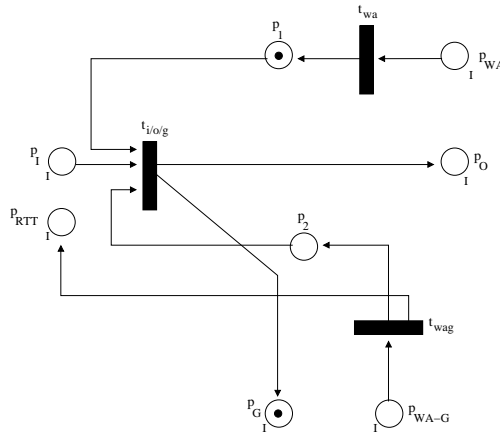 t_wa
p_1
p_WA
I
t_i/o/g
p_I
I
p_O
I
p_RTT
I
p_2
t_wag
p_G
I
p_WA–G
I